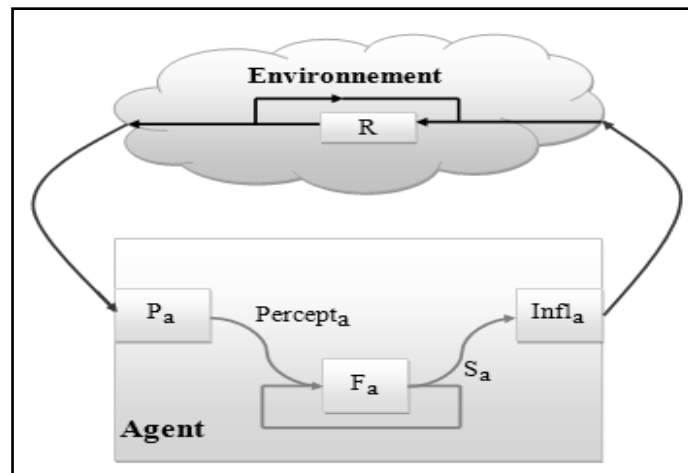 Environnement
R
Pₐ
Perceptₐ
Inflₐ
Fₐ
Sₐ
Agent